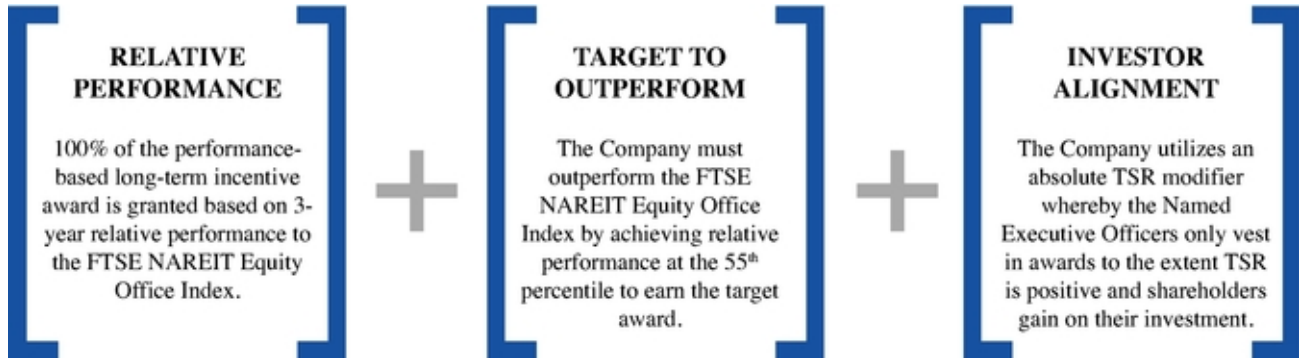 RELATIVE
PERFORMANCE
100% of the performance-
based long-term incentive
award is granted based on 3-
year relative performance to
the FTSE NAREIT Equity
Office Index.
TARGET TO
OUTPERFORM
The Company must
outperform the FTSE
NAREIT Equity Office
Index by achieving relative
performance at the 55th
percentile to earn the target
award.
INVESTOR
ALIGNMENT
The Company utilizes an
absolute TSR modifier
whereby the Named
Executive Officers only vest
in awards to the extent TSR
is positive and shareholders
gain on their investment.